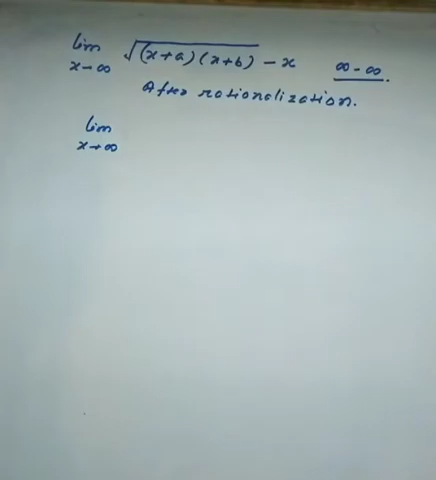 lim x→∞ √(x+a)(x+b) - x ∞-∞.
After rationalization.
lim x→∞